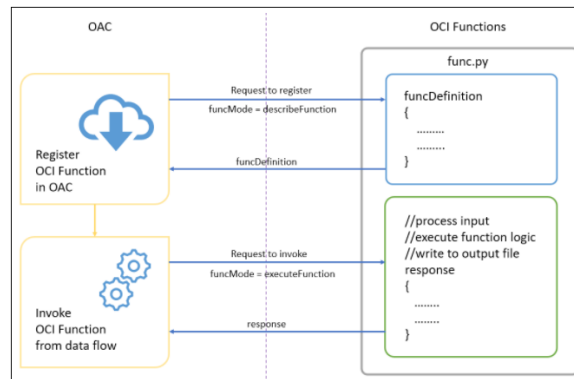 OAC
OCI Functions
func.py
Request to register
funcMode = describeFunction
funcDefinition
{
.........
.........
}
funcDefinition
Register
OCI Function
in OAC
Request to invoke
funcMode = executeFunction
//process input
//execute function logic
//write to output file
response
{
........
........
}
response
Invoke
OCI Function
from data flow